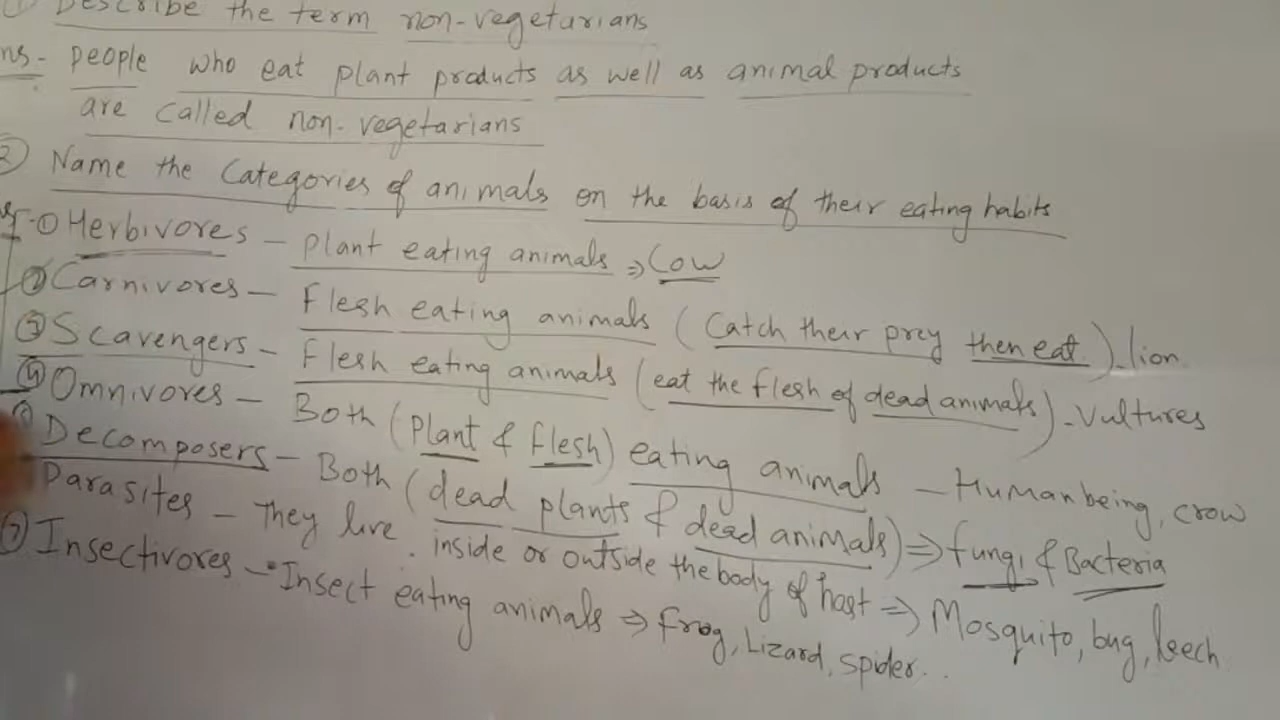 ① Describe the term non-vegetarians
ns- people who eat plant products as well as animal products
are called non-vegetarians
② Name the Categories of animals on the basis of their eating habits
① Herbivores - Plant eating animals ⇒ Cow
② Carnivores - Flesh eating animals (Catch their prey then eat) - lion
③ Scavengers - Flesh eating animals (eat the flesh of dead animals) - Vultures
④ Omnivores - Both (Plant & flesh) eating animals - Human being, crow
Decomposers - Both (dead plants & dead animals) ⇒ fungi & Bacteria
Parasites - They live inside or outside the body of host ⇒ Mosquito, bug, leech
⑦ Insectivores - Insect eating animals ⇒ frog, Lizard, spider..